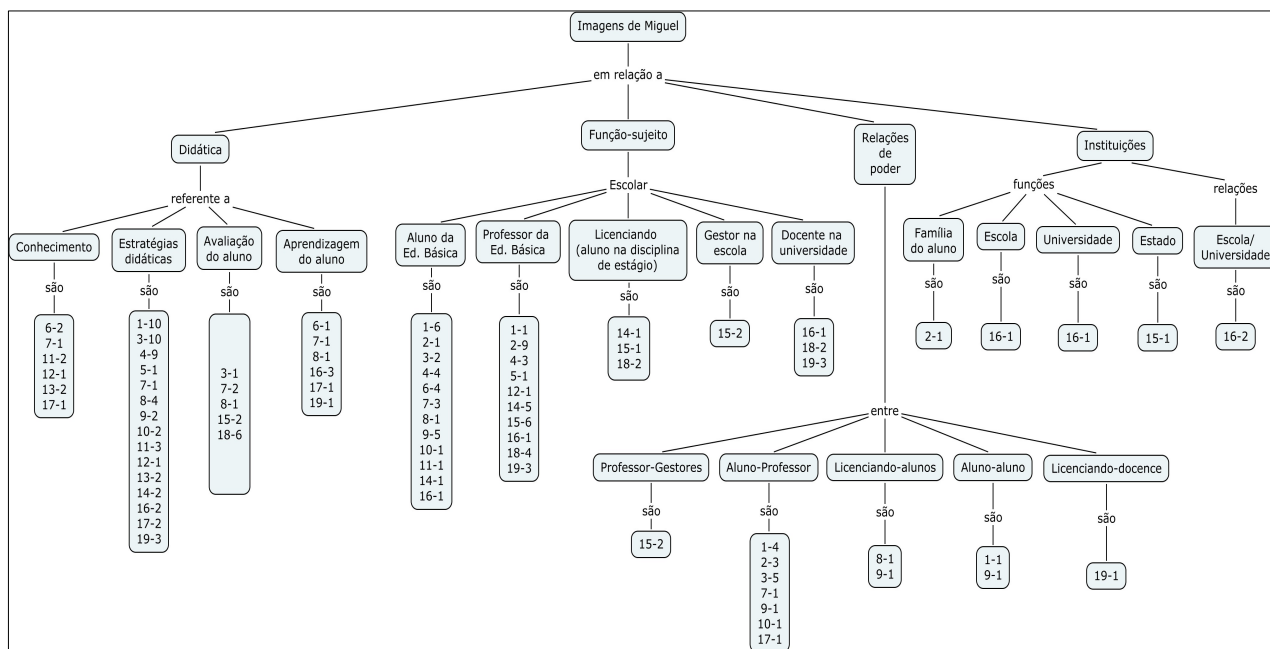 Imagens de Miguel
em relação a
Didática
Função-sujeito
Relações
de
poder
Instituições
referente a
Escolar
funções
relações
Conhecimento
Estratégias
didáticas
Avaliação
do aluno
Aprendizagem
do aluno
Aluno da
Ed. Básica
Professor da
Ed. Básica
Licenciando
(aluno na disciplina
de estágio)
Gestor na
escola
Docente na
universidade
Família
do aluno
Escola
Universidade
Estado
Escola/
Universidade
são
são
são
são
são
são
são
são
são
são
são
são
são
são
6-2
7-1
11-2
12-1
13-2
17-1
1-10
3-10
4-9
5-1
7-1
8-4
9-2
10-2
11-3
12-1
13-2
14-2
16-2
17-2
19-3
3-1
7-2
8-1
15-2
18-6
6-1
7-1
8-1
16-3
17-1
19-1
1-6
2-1
3-2
4-4
6-4
7-3
8-1
9-5
10-1
11-1
14-1
16-1
1-1
2-9
4-3
5-1
12-1
14-5
15-6
16-1
18-4
19-3
14-1
15-1
18-2
15-2
16-1
18-2
19-3
2-1
16-1
16-1
15-1
16-2
entre
Professor-Gestores
Aluno-Professor
Licenciando-alunos
Aluno-aluno
Licenciando-docence
são
são
são
são
são
15-2
1-4
2-3
3-5
7-1
9-1
10-1
17-1
8-1
9-1
1-1
9-1
19-1